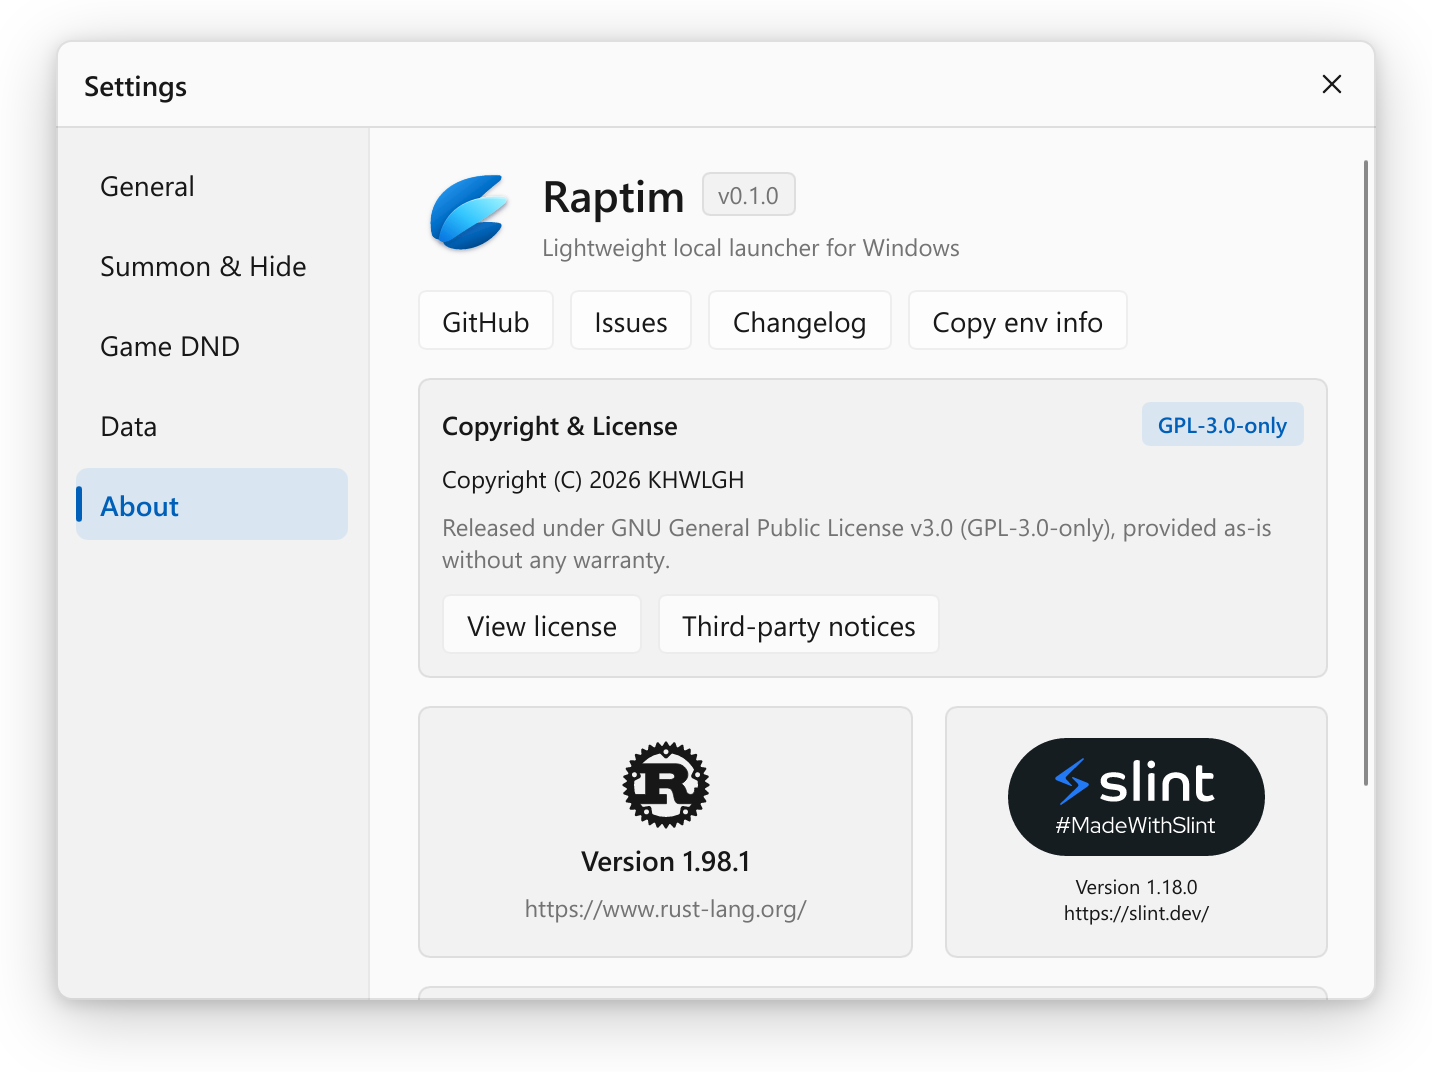 Settings
General
Summon & Hide
Game DND
Data
About
Raptim v0.1.0
Lightweight local launcher for Windows
GitHub Issues Changelog Copy env info
Copyright & License GPL-3.0-only
Copyright (C) 2026 KHWLGH
Released under GNU General Public License v3.0 (GPL-3.0-only), provided as-is
without any warranty.
View license Third-party notices
R
Version 1.98.1
https://www.rust-lang.org/
slint
#MadeWithSlint
Version 1.18.0
https://slint.dev/